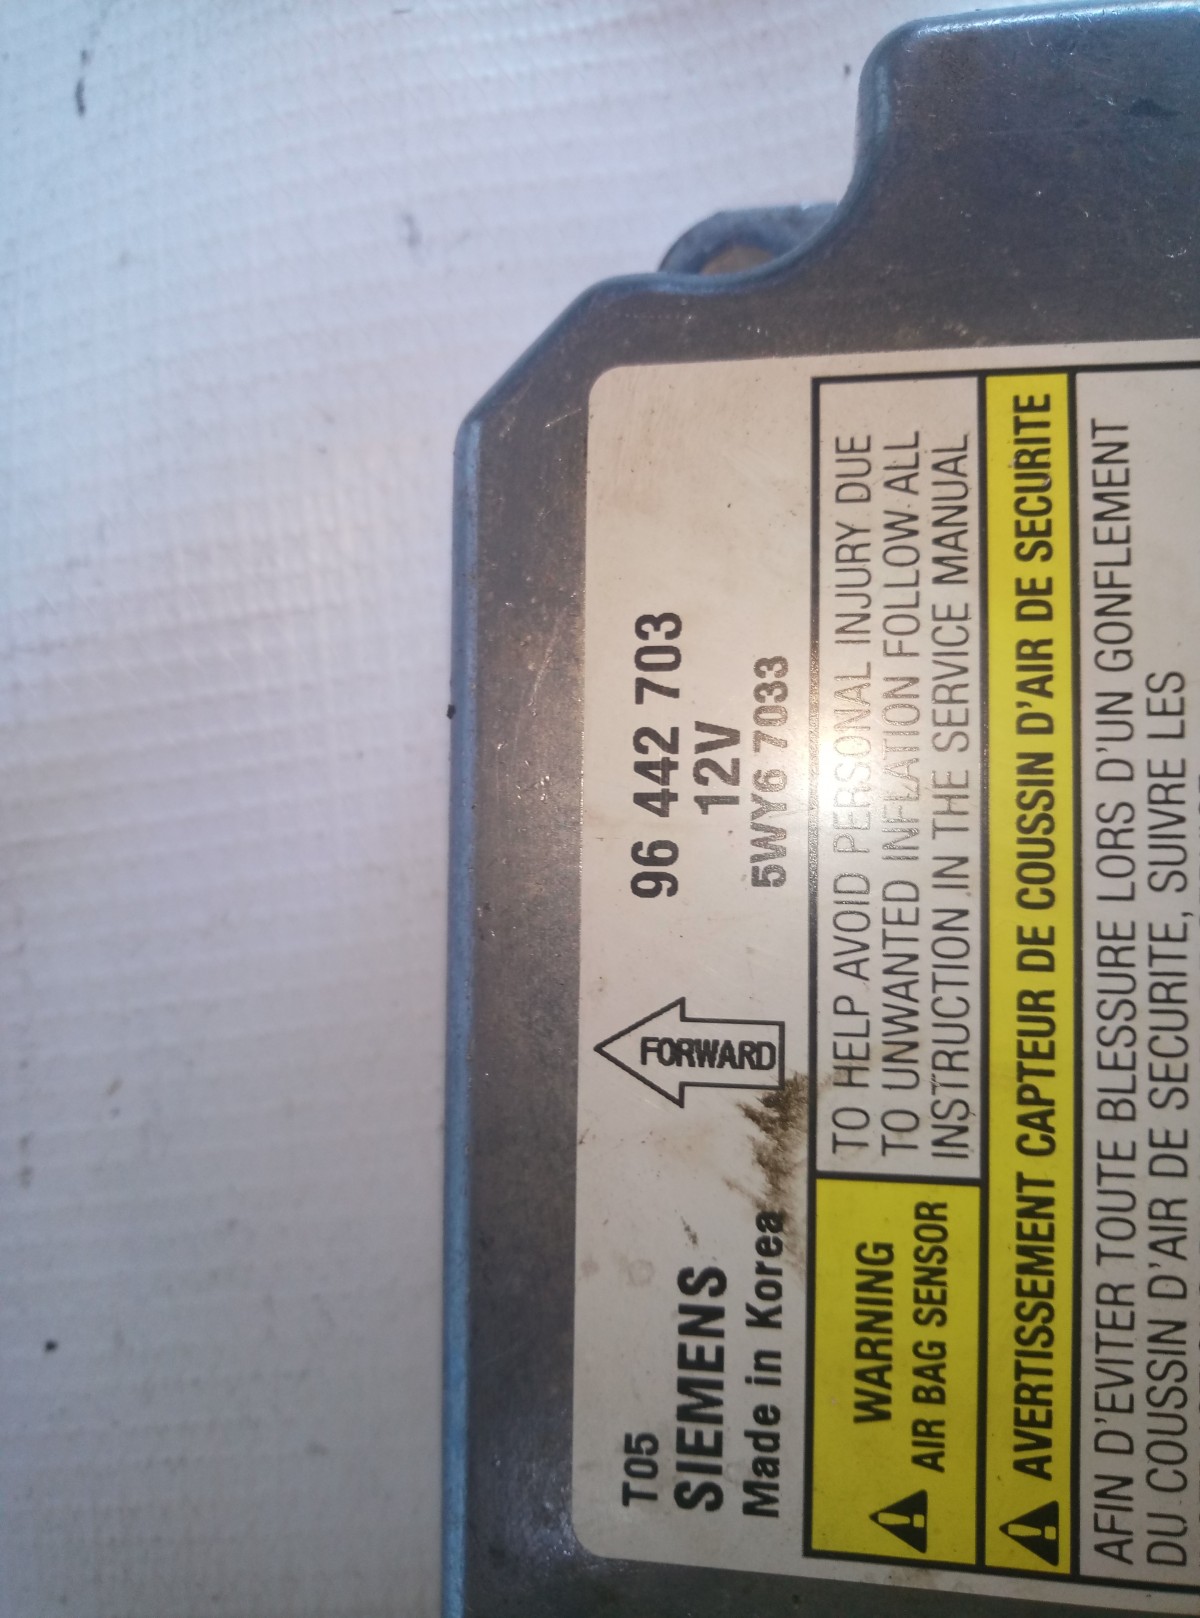 T05
SIEMENS
Made in Korea
FORWARD
96 442 703
12V
5WY6 7033
WARNING
AIR BAG SENSOR
TO HELP AVOID PERSONAL INJURY DUE
TO UNWANTED INFLATION FOLLOW ALL
INSTRUCTION IN THE SERVICE MANUAL
AVERTISSEMENT CAPTEUR DE COUSSIN D'AIR DE SECURITE
AFIN D'EVITER TOUTE BLESSURE LORS D'UN GONFLEMENT
DU COUSSIN D'AIR DE SECURITE, SUIVRE LES